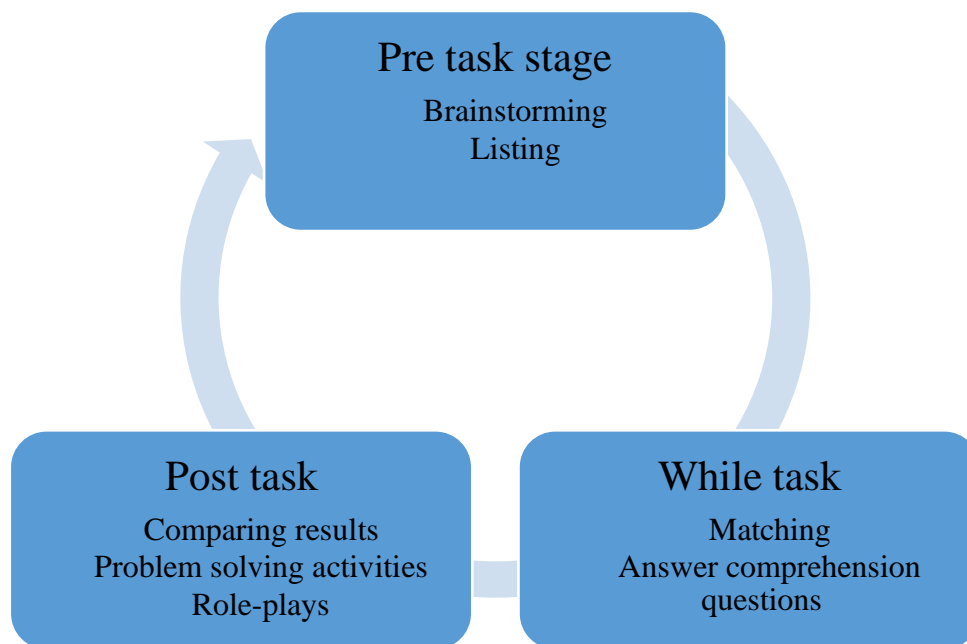 Pre task stage
Brainstorming
Listing
Post task
Comparing results
Problem solving activities
Role-plays
While task
Matching
Answer comprehension
questions